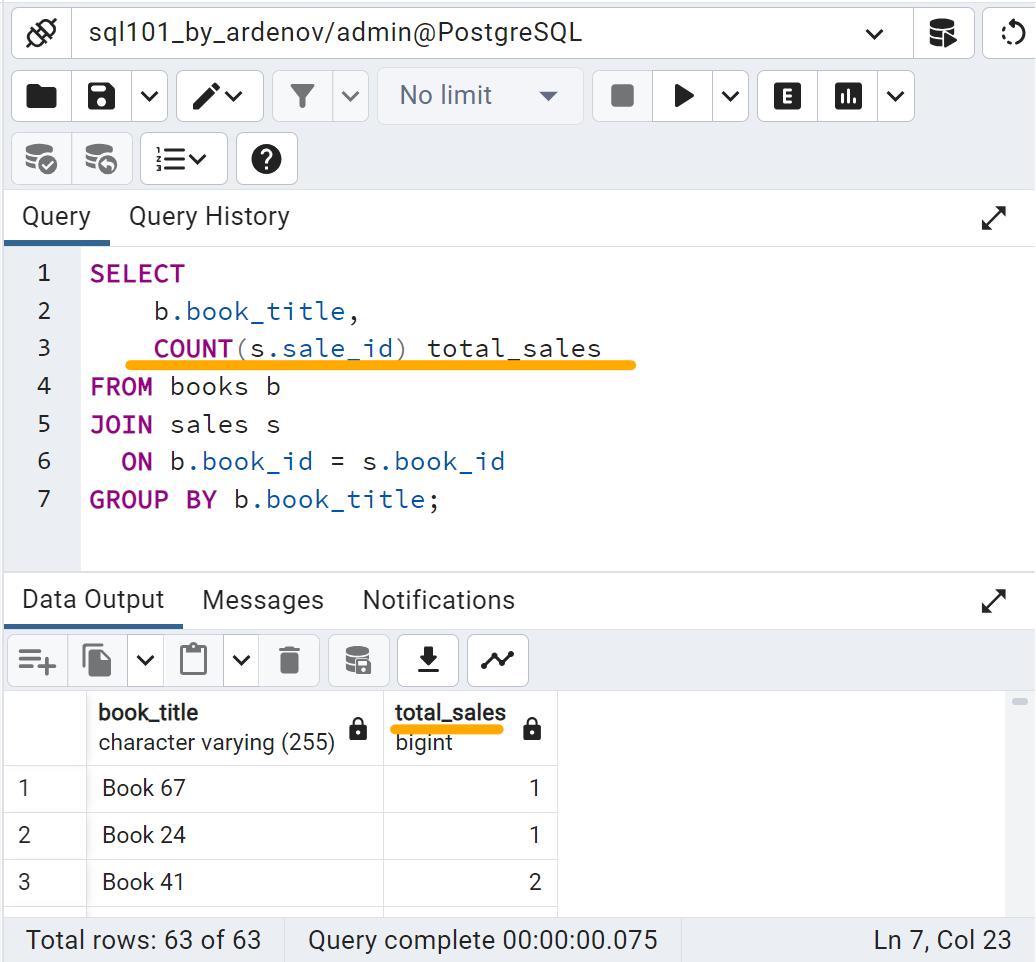 sql101_by_ardenov/admin@PostgreSQL
No limit
E
Query Query History
1 SELECT
2 b.book_title,
3 COUNT(s.sale_id) total_sales
4 FROM books b
5 JOIN sales s
6 ON b.book_id = s.book_id
7 GROUP BY b.book_title;
Data Output Messages Notifications
book_title total_sales
character varying (255) bigint
1 Book 67 1
2 Book 24 1
3 Book 41 2
Total rows: 63 of 63 Query complete 00:00:00.075 Ln 7, Col 23